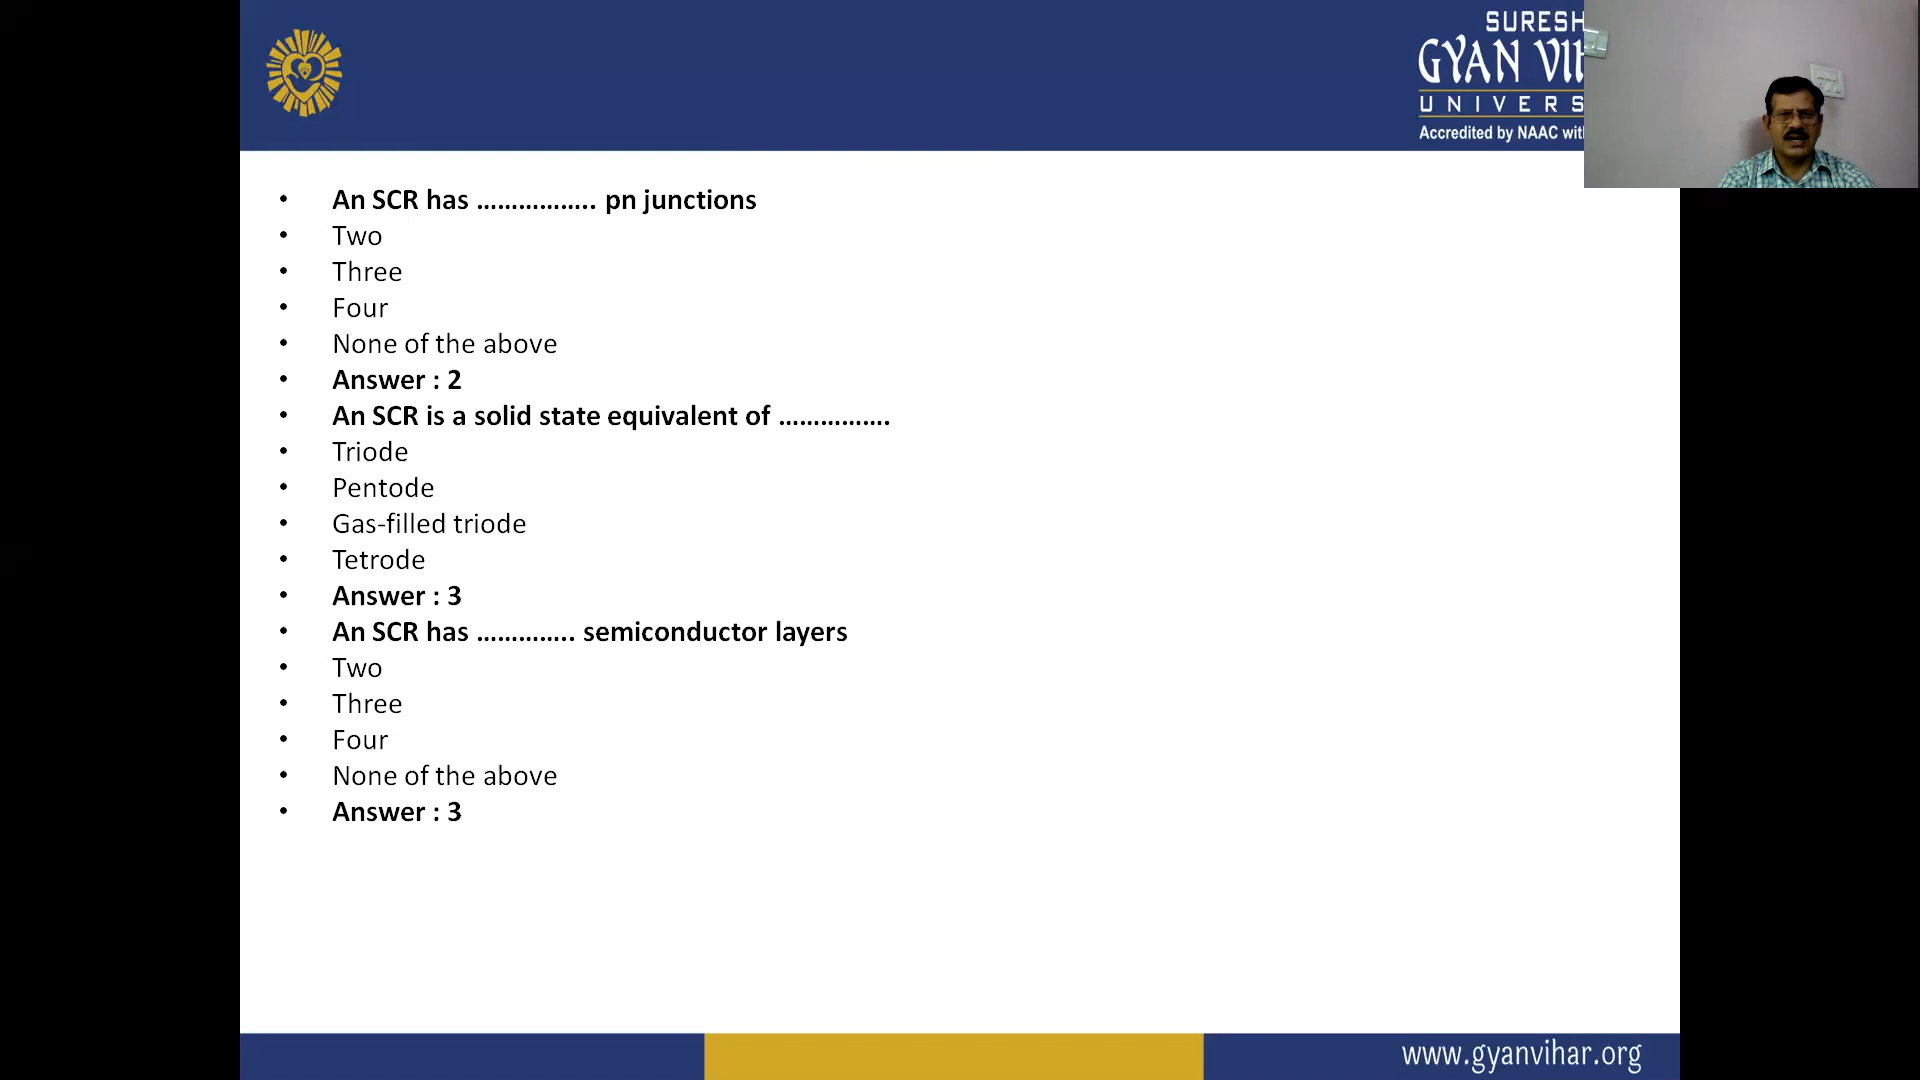 SURESH
GYAN VI
UNIVERS
Accredited by NAAC wit
• An SCR has ................ pn junctions
• Two
• Three
• Four
• None of the above
• Answer : 2
• An SCR is a solid state equivalent of ...............
• Triode
• Pentode
• Gas-filled triode
• Tetrode
• Answer : 3
• An SCR has .............. semiconductor layers
• Two
• Three
• Four
• None of the above
• Answer : 3
www.gyanvihar.org